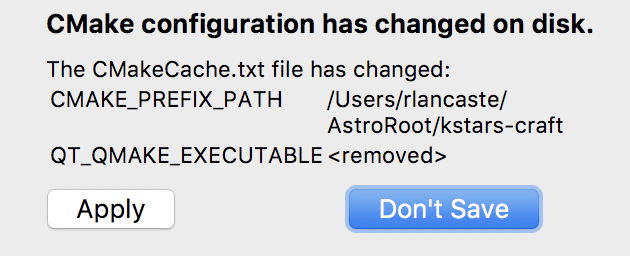 CMake configuration has changed on disk.
The CMakeCache.txt file has changed:
CMAKE_PREFIX_PATH /Users/rlancaste/
AstroRoot/kstars-craft
QT_QMAKE_EXECUTABLE <removed>
Apply Don't Save